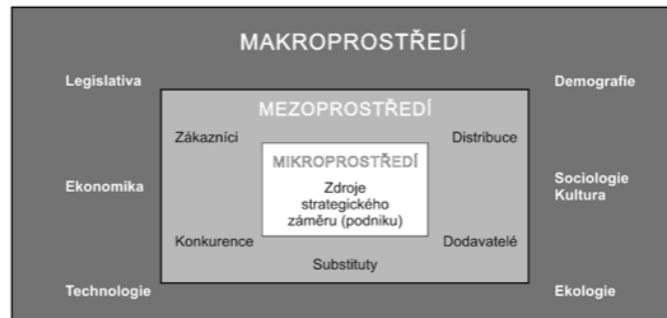 MAKROPROSTŘEDÍ
Legislativa
Demografie
MEZOPROSTŘEDÍ
Zákazníci
Distribuce
MIKROPROSTŘEDÍ
Zdroje
strategického
záměru (podniku)
Ekonomika
Sociologie
Kultura
Konkurence
Dodavatelé
Substituty
Technologie
Ekologie